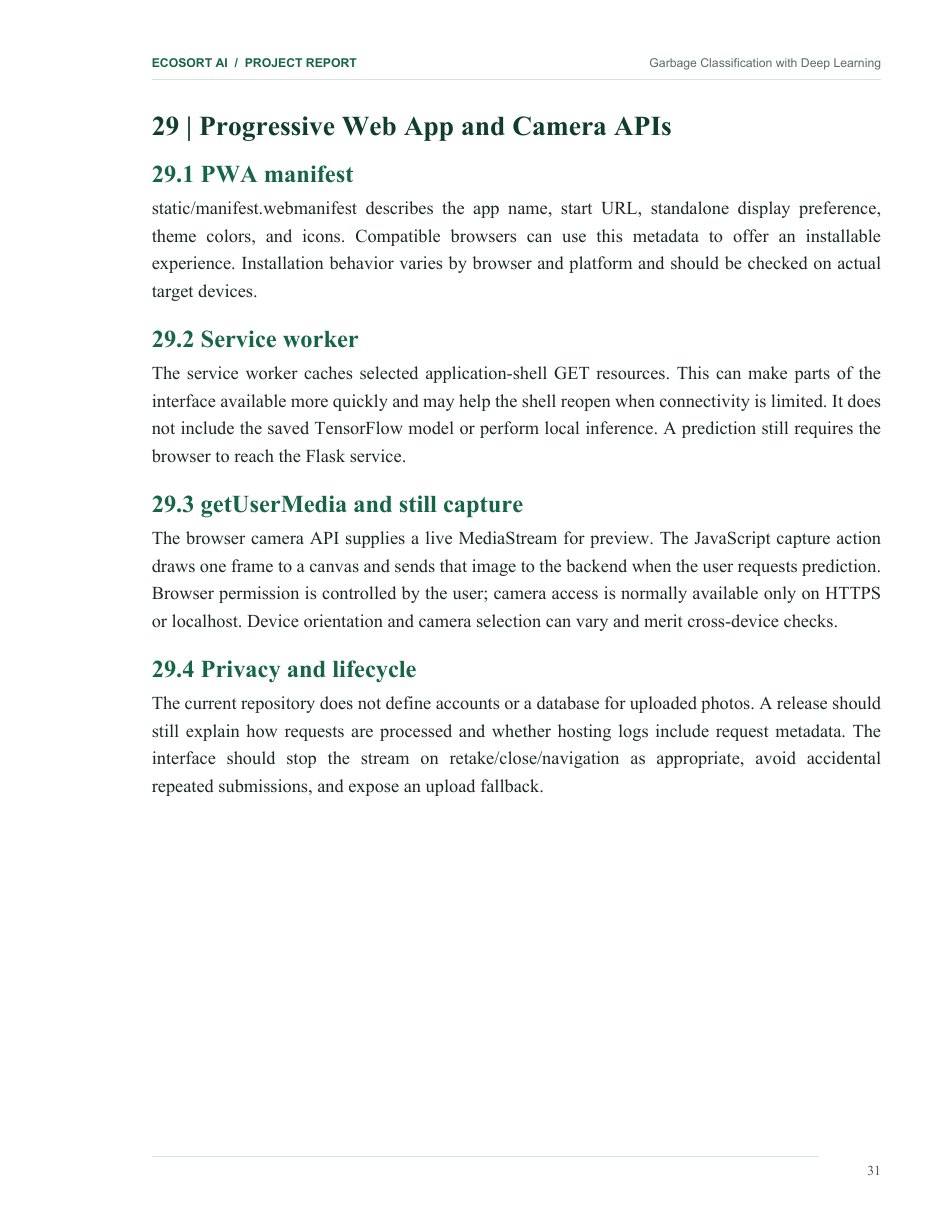 ECOSORT AI / PROJECT REPORT
Garbage Classification with Deep Learning
29 | Progressive Web App and Camera APIs
29.1 PWA manifest
static/manifest.webmanifest describes the app name, start URL, standalone display preference,
theme colors, and icons. Compatible browsers can use this metadata to offer an installable
experience. Installation behavior varies by browser and platform and should be checked on actual
target devices.
29.2 Service worker
The service worker caches selected application-shell GET resources. This can make parts of the
interface available more quickly and may help the shell reopen when connectivity is limited. It does
not include the saved TensorFlow model or perform local inference. A prediction still requires the
browser to reach the Flask service.
29.3 getUserMedia and still capture
The browser camera API supplies a live MediaStream for preview. The JavaScript capture action
draws one frame to a canvas and sends that image to the backend when the user requests prediction.
Browser permission is controlled by the user; camera access is normally available only on HTTPS
or localhost. Device orientation and camera selection can vary and merit cross-device checks.
29.4 Privacy and lifecycle
The current repository does not define accounts or a database for uploaded photos. A release should
still explain how requests are processed and whether hosting logs include request metadata. The
interface should stop the stream on retake/close/navigation as appropriate, avoid accidental
repeated submissions, and expose an upload fallback.
31